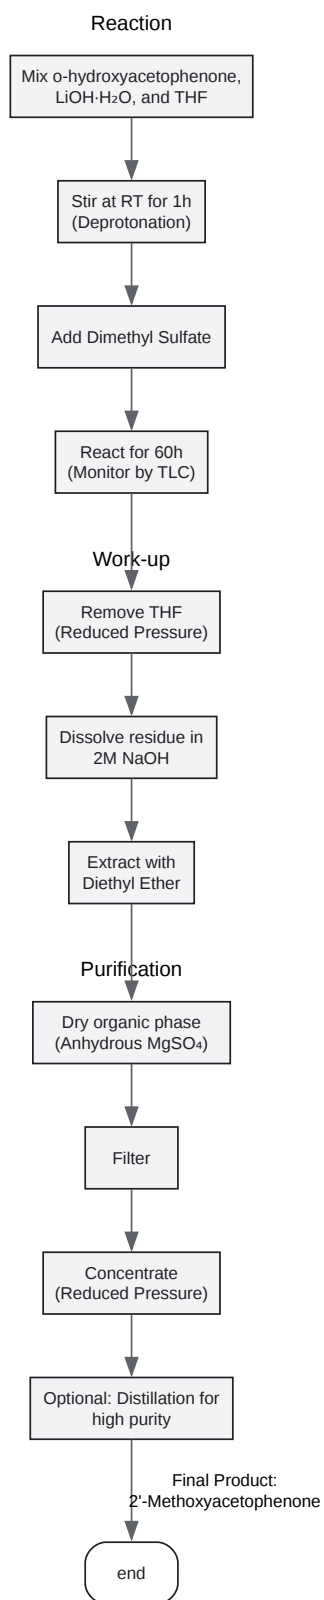 Reaction
Mix o-hydroxyacetophenone,
LiOH·H₂O, and THF
Stir at RT for 1h
(Deprotonation)
Add Dimethyl Sulfate
React for 60h
(Monitor by TLC)
Work-up
Remove THF
(Reduced Pressure)
Dissolve residue in
2M NaOH
Extract with
Diethyl Ether
Purification
Dry organic phase
(Anhydrous MgSO₄)
Filter
Concentrate
(Reduced Pressure)
Optional: Distillation for
high purity
Final Product:
2'-Methoxyacetophenone
end